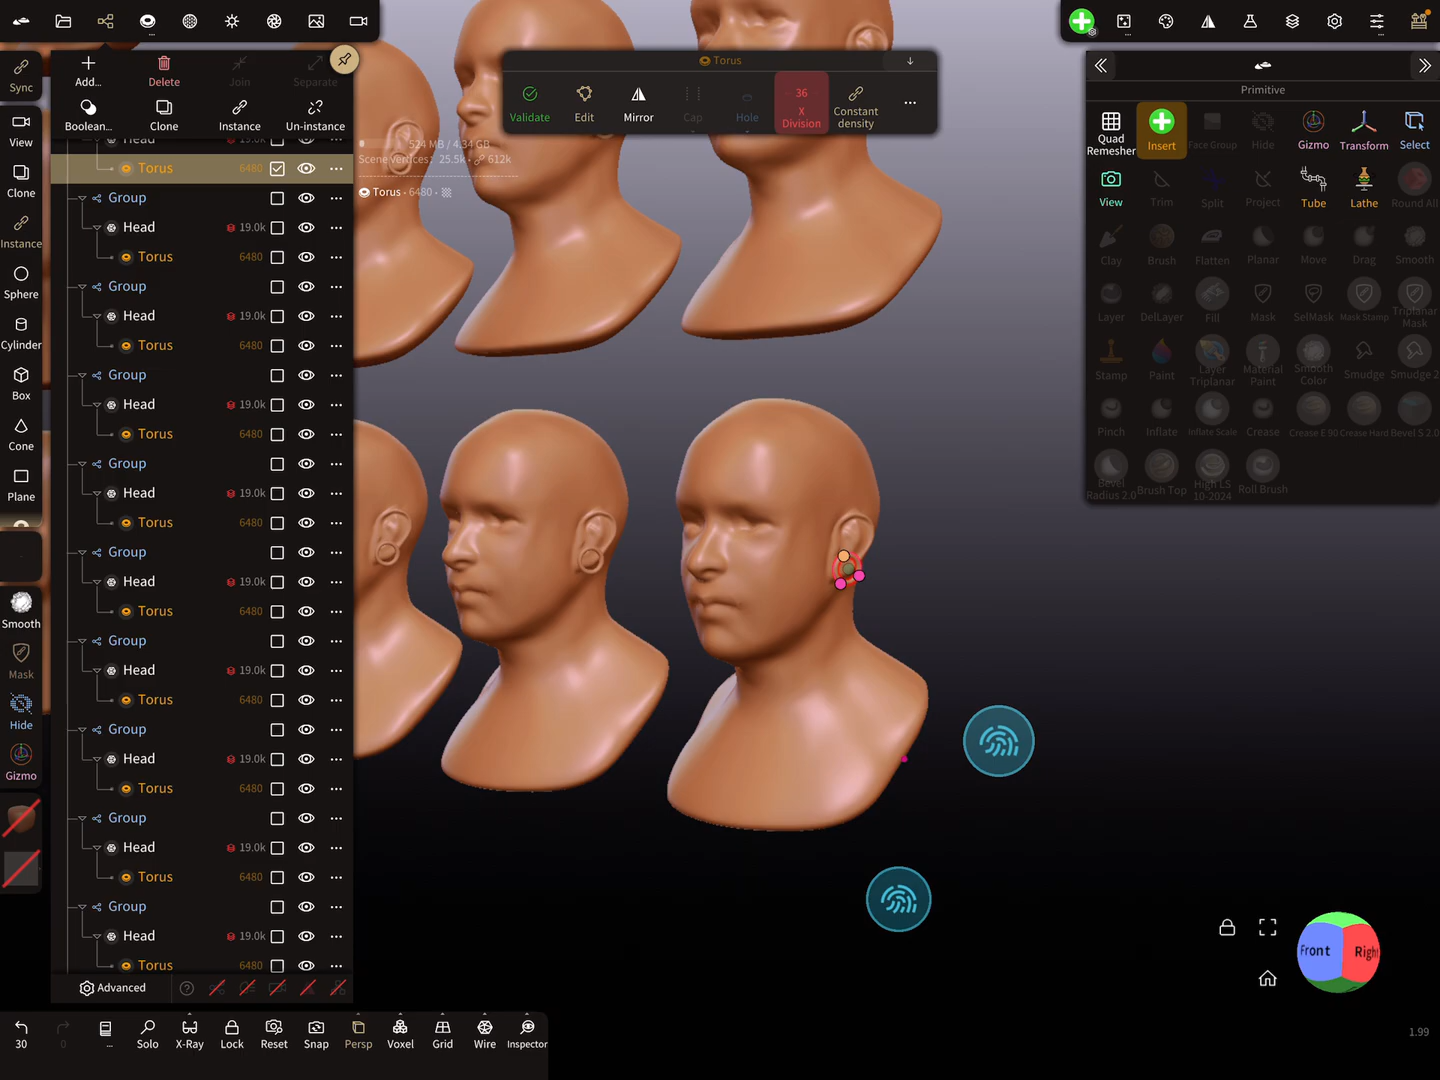 Sync
View
Clone
Instance
Sphere
Cylinder
Box
Cone
Plane
Smooth
Mask
Hide
Gizmo
Add...
Delete
Join
Separate
Boolean...
Clone
Instance
Un-instance
Head 19.0k
Torus 6480
Group
Head 19.0k
Torus 6480
Group
Head 19.0k
Torus 6480
Group
Head 19.0k
Torus 6480
Group
Head 19.0k
Torus 6480
Group
Head 19.0k
Torus 6480
Group
Head 19.0k
Torus 6480
Group
Head 19.0k
Torus 6480
Group
Head 19.0k
Torus 6480
Group
Head 19.0k
Torus 6480
Advanced
524 MB / 4.34 GB
Scene vertices: 25.5k • 612k
Torus • 6480 •
Torus
Validate
Edit
Mirror
Cap
Hole
36
X
Division
Constant
density
Primitive
Quad
Remesher
Insert
Face Group
Hide
Gizmo
Transform
Select
View
Trim
Split
Project
Tube
Lathe
Round All
Clay
Brush
Flatten
Planar
Move
Drag
Smooth
Layer
DelLayer
Fill
Mask
SelMask
Mask Stamp
Triplanar
Mask
Stamp
Paint
Layer
Triplanar
Material
Paint
Smooth
Color
Smudge
Smudge 2
Pinch
Inflate
Inflate Scale
Crease
Crease E 90
Crease Hard
Bevel S 2.0
Bevel
Radius 2.0
Brush Top
High LS
10-2024
Roll Brush
Front
Right
1.99
30
0
...
Solo
X-Ray
Lock
Reset
Snap
Persp
Voxel
Grid
Wire
Inspector